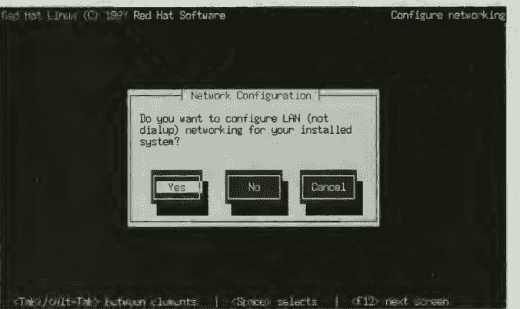 Red Hat Linux (C) 1997 Red Hat Software Configure networking
Network Configuration
Do you want to configure LAN (not
dialup) networking for your installed
system?
Yes No Cancel
<Tab>/<Alt-Tab> between elements | <Space> selects | <F12> next screen